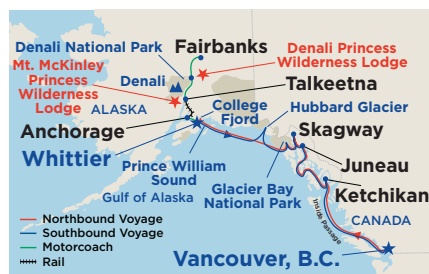 Denali National Park
Fairbanks
Mt. McKinley
Princess
Wilderness
Lodge
Denali
Denali Princess
Wilderness Lodge
Talkeetna
ALASKA
College
Fjord
Hubbard Glacier
Anchorage
Skagway
Whittier
Prince William
Sound
Juneau
Glacier Bay
National Park
Ketchikan
Gulf of Alaska
Inside Passage
CANADA
Northbound Voyage
Southbound Voyage
Motorcoach
Rail
Vancouver, B.C.